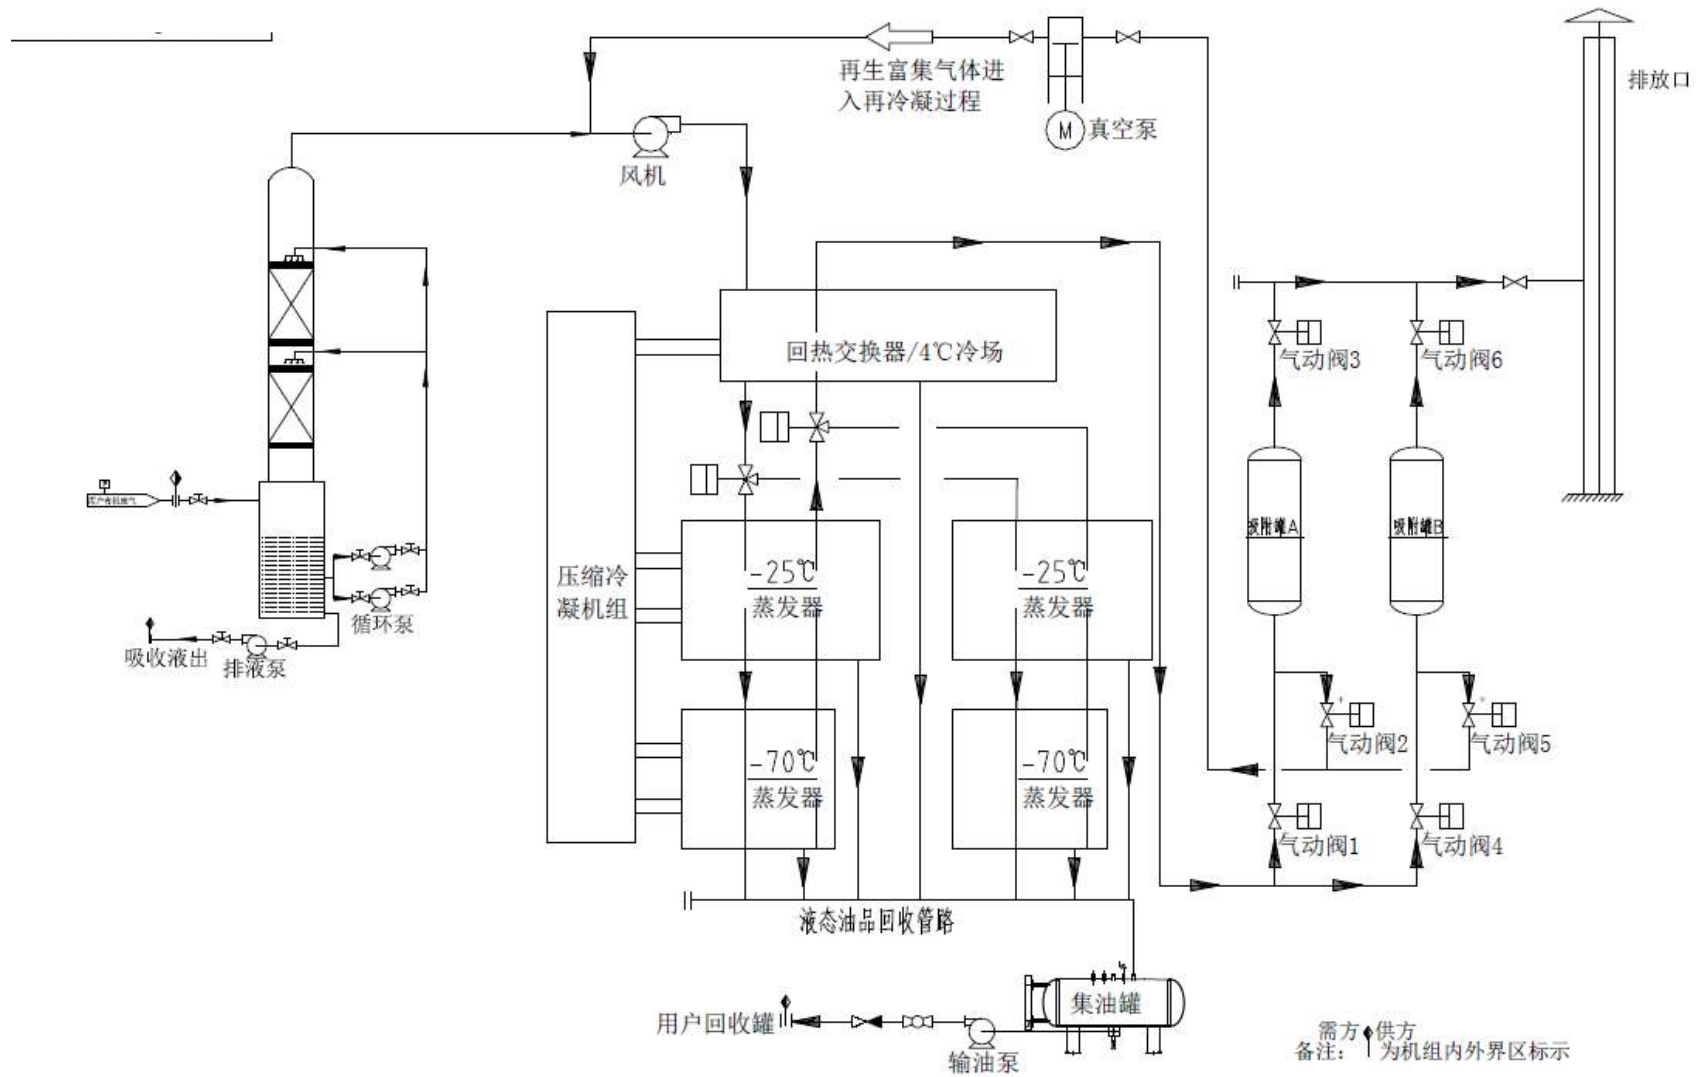 再生富集气体进
入再冷凝过程
M
真空泵
排放口
风机
回热交换器/4℃冷场
气动阀3
气动阀6
用户有机废气
吸附罐A
吸附罐B
压缩冷
凝机组
-25℃
蒸发器
-25℃
蒸发器
循环泵
吸收液出
排液泵
气动阀2
气动阀5
-70℃
蒸发器
-70℃
蒸发器
气动阀1
气动阀4
液态油品回收管路
集油罐
用户回收罐
输油泵
需方 供方
备注： 为机组内外界区标示